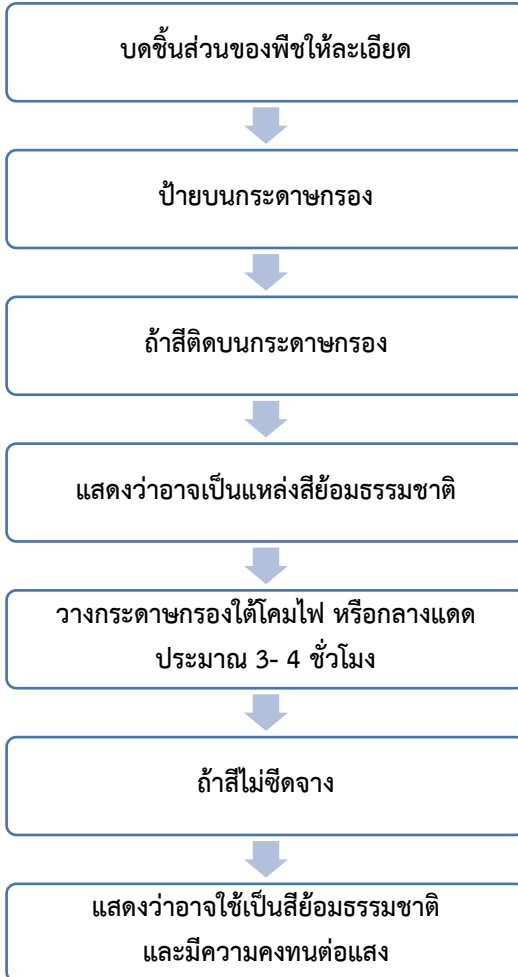 บดชิ้นส่วนของพืชให้ละเอียด
ป้ายบนกระดาษกรอง
ถ้าสีติดบนกระดาษกรอง
แสดงว่าอาจเป็นแหล่งสีย้อมธรรมชาติ
วางกระดาษกรองใต้โคมไฟ หรือกลางแดด
ประมาณ 3- 4 ชั่วโมง
ถ้าสีไม่ซีดจาง
แสดงว่าอาจใช้เป็นสีย้อมธรรมชาติ
และมีความคงทนต่อแสง